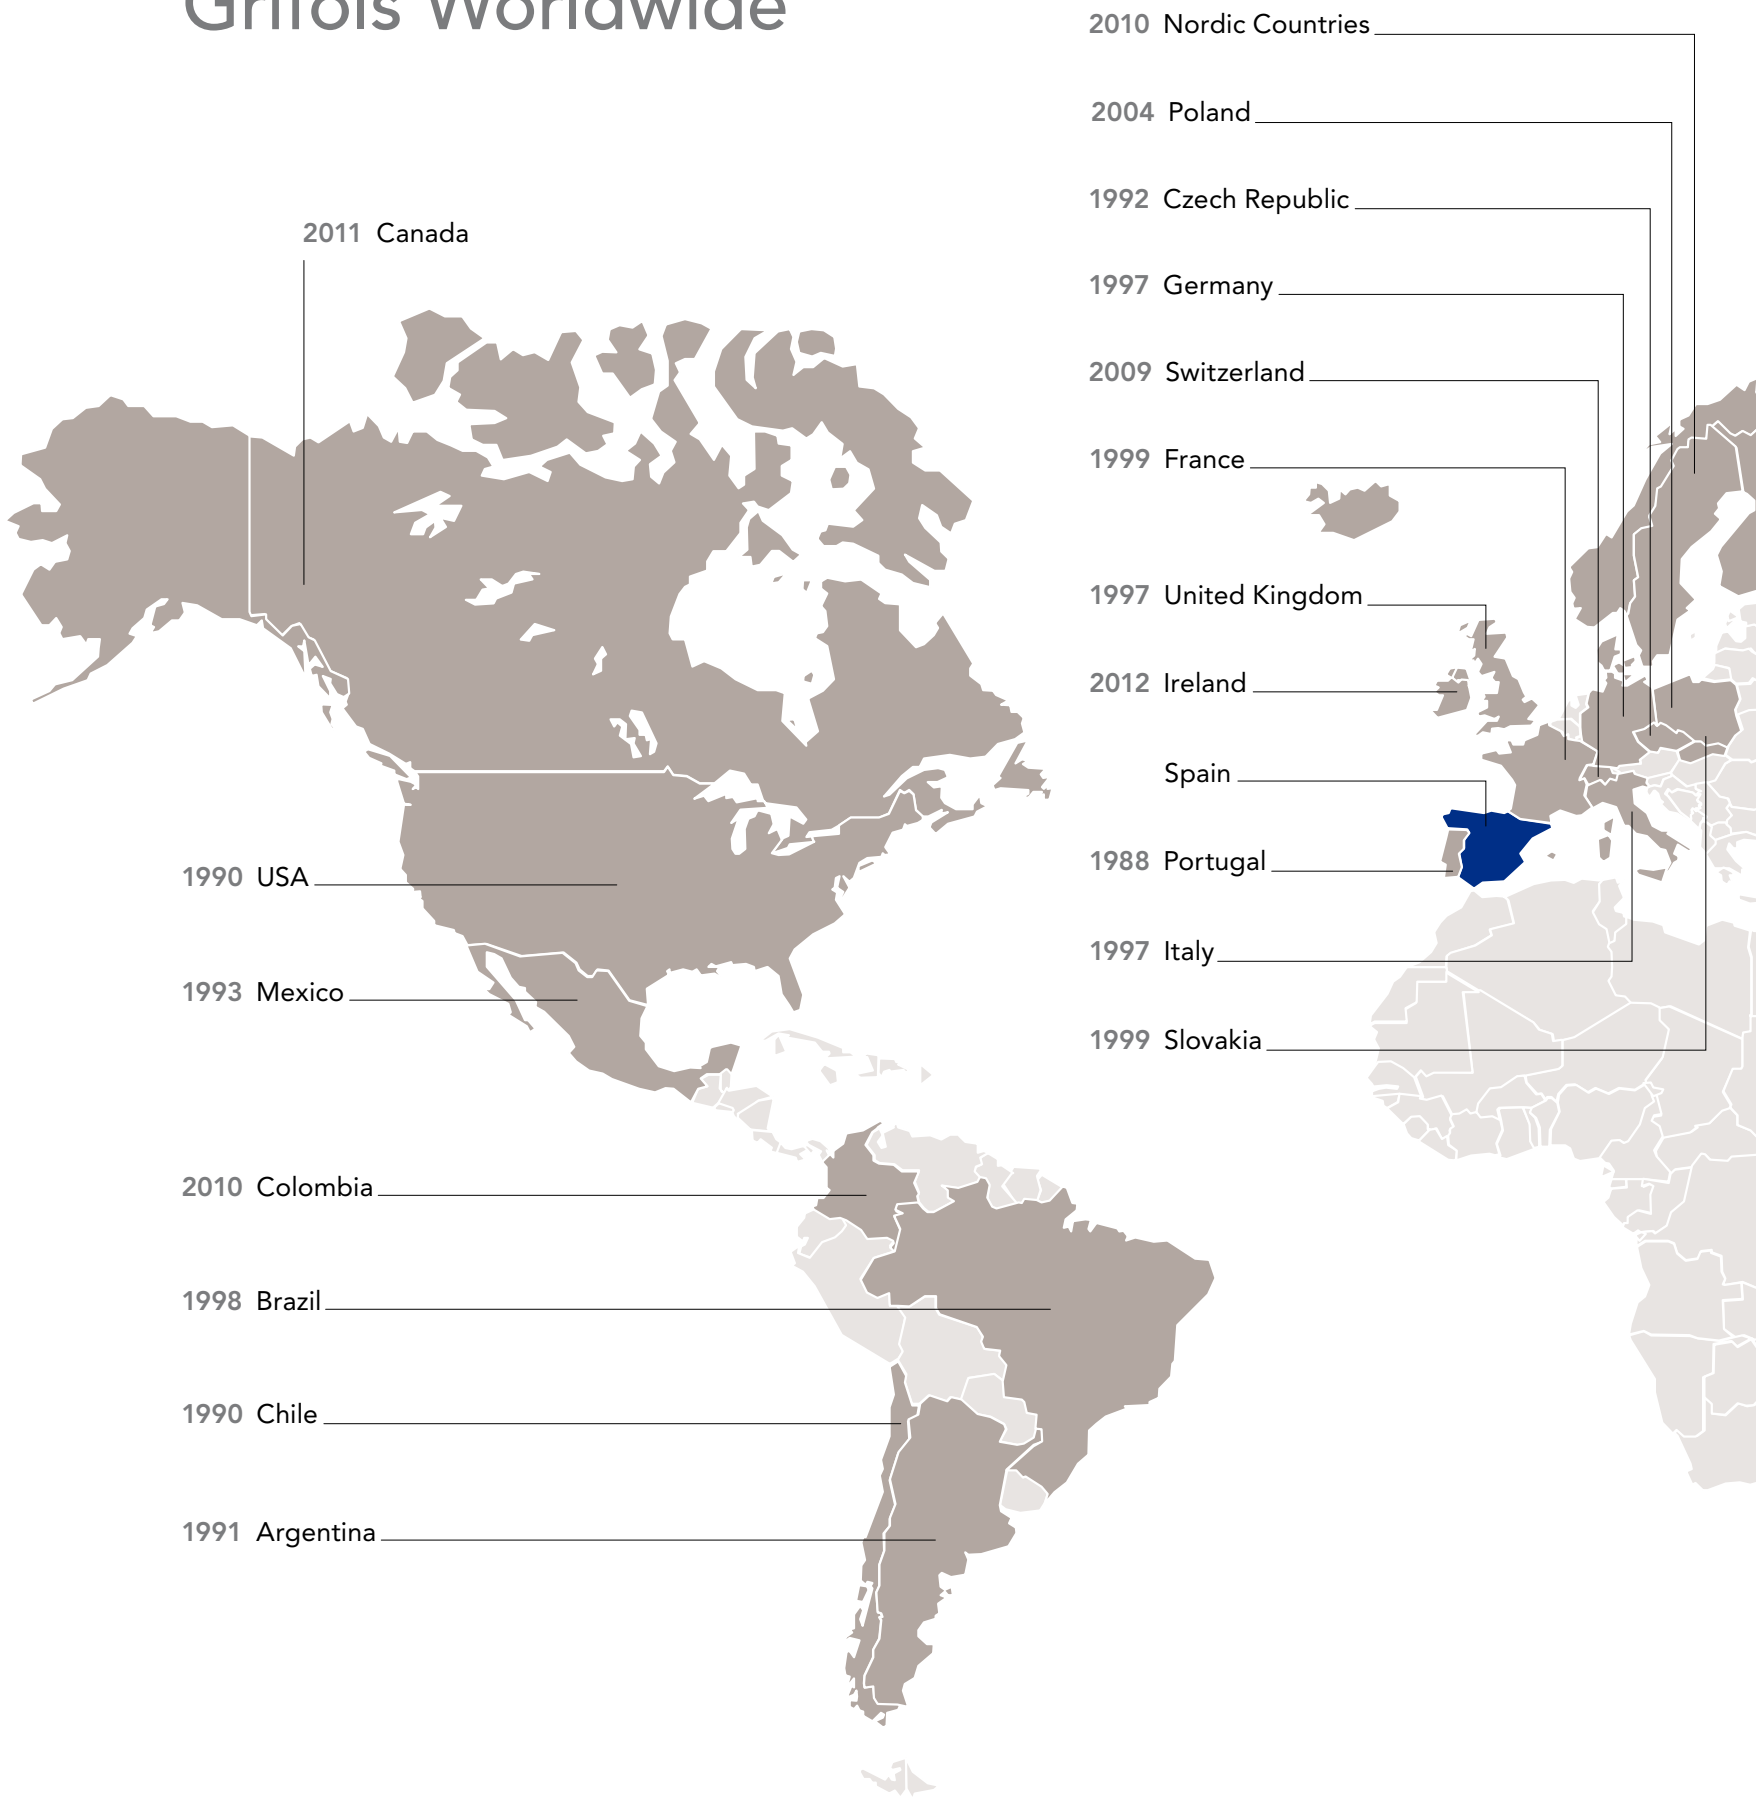 Grifols Worldwide
2011 Canada
1990 USA
1993 Mexico
2010 Colombia
1998 Brazil
1990 Chile
1991 Argentina
2010 Nordic Countries
2004 Poland
1992 Czech Republic
1997 Germany
2009 Switzerland
1999 France
1997 United Kingdom
2012 Ireland
Spain
1988 Portugal
1997 Italy
1999 Slovakia